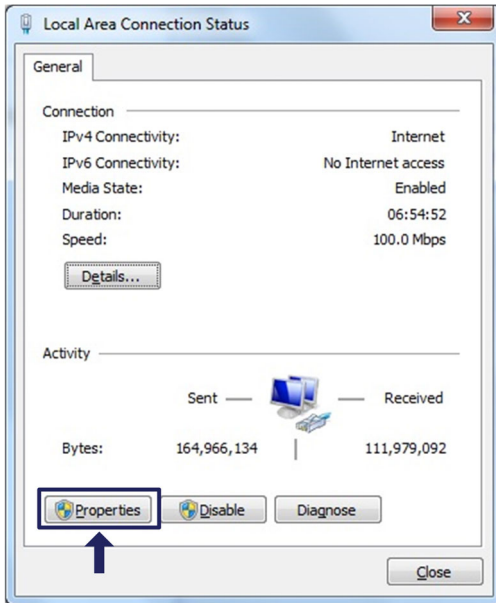 Local Area Connection Status
x
General
Connection
IPv4 Connectivity: Internet
IPv6 Connectivity: No Internet access
Media State: Enabled
Duration: 06:54:52
Speed: 100.0 Mbps
Details...
Activity
Sent Received
Bytes: 164,966,134 111,979,092
Properties Disable Diagnose
Close